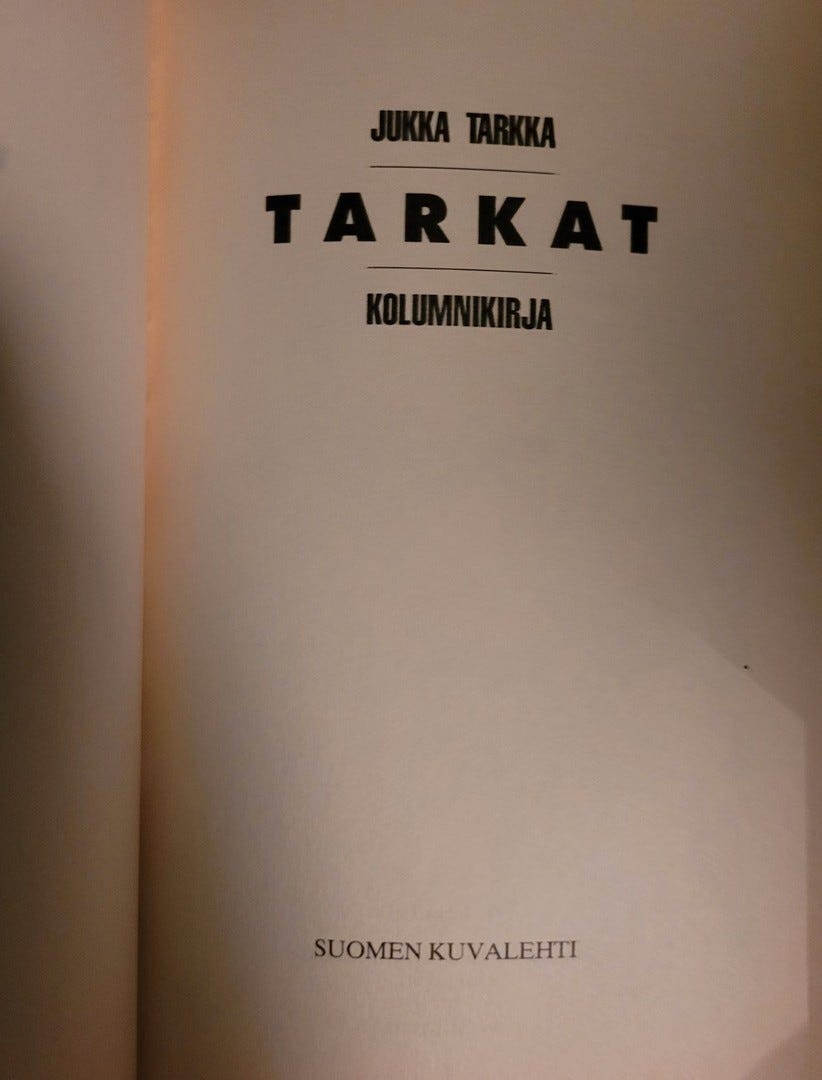 JUKKA TARKKA
TARKAT
KOLUMNIKIRJA
SUOMEN KUVALEHTI